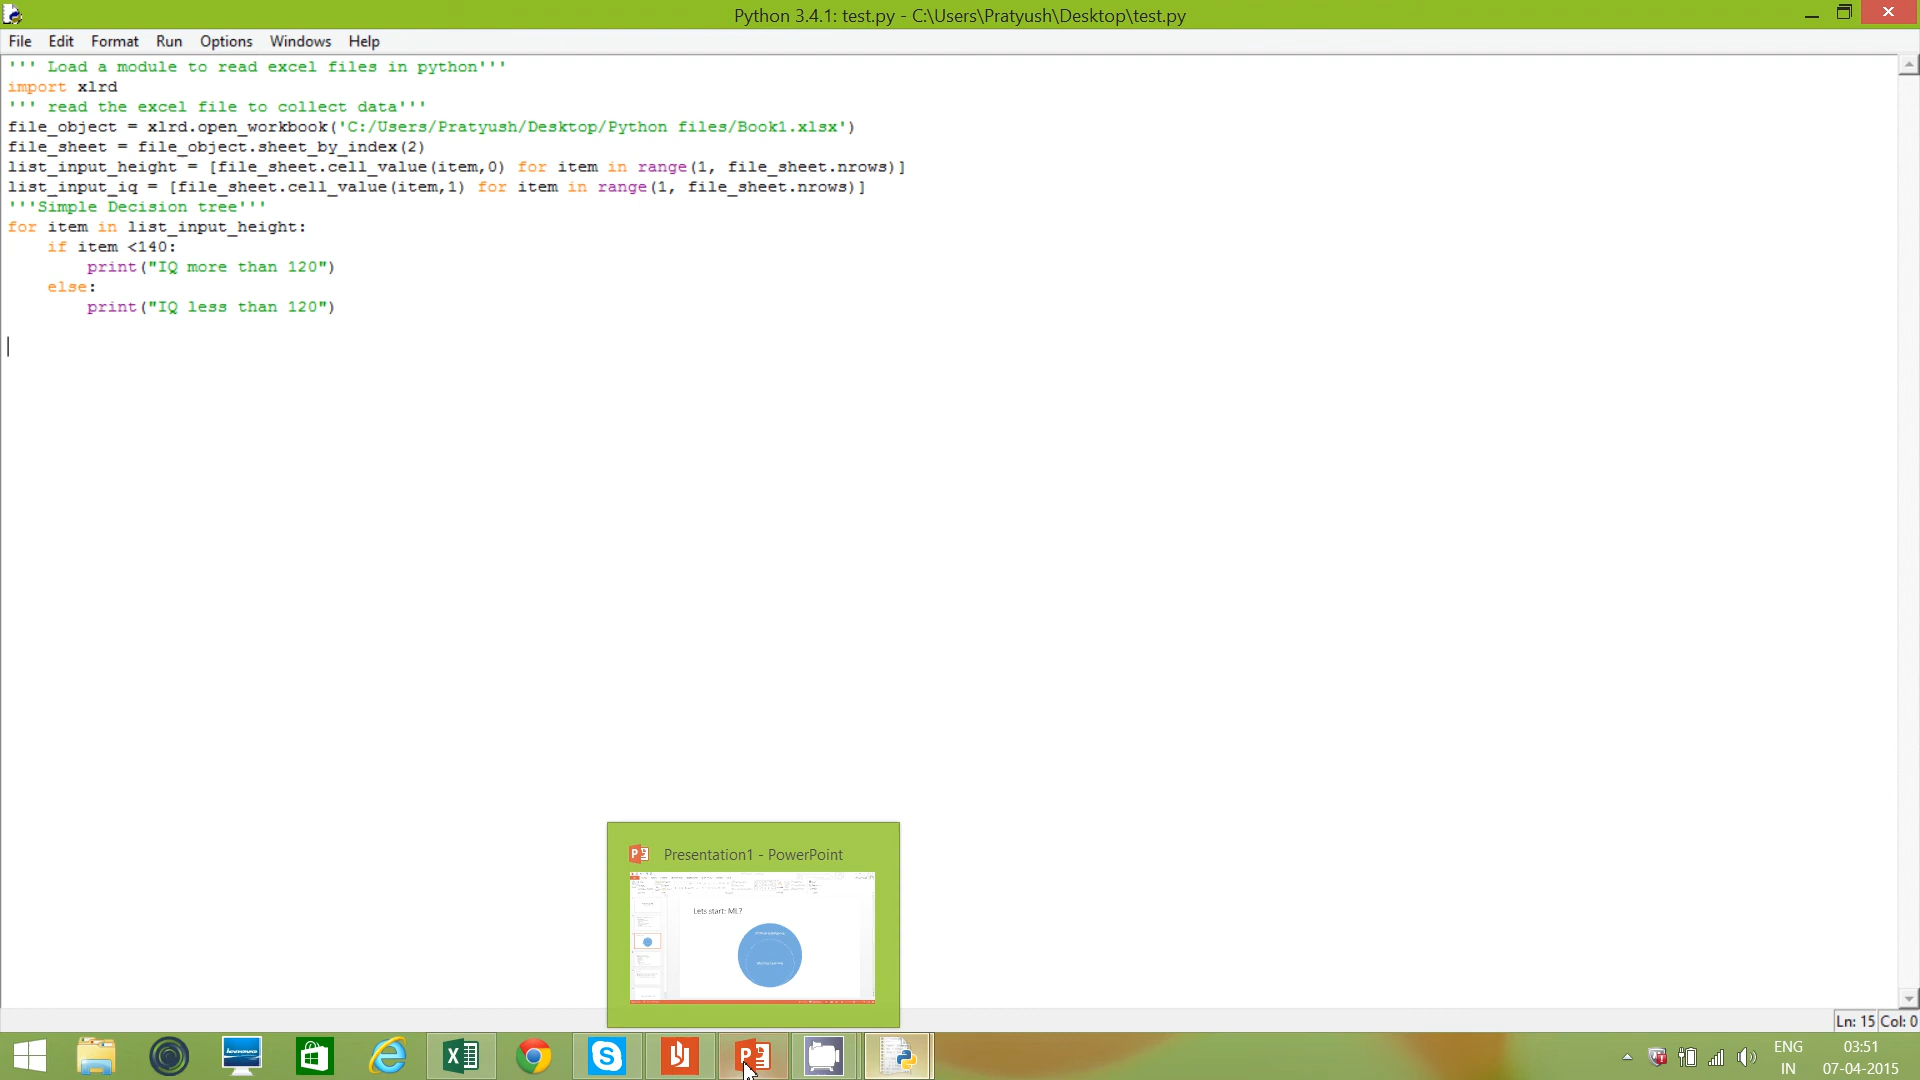 Python 3.4.1: test.py - C:\Users\Pratyush\Desktop\test.py
File Edit Format Run Options Windows Help
''' Load a module to read excel files in python'''
import xlrd
''' read the excel file to collect data'''
file_object = xlrd.open_workbook('C:/Users/Pratyush/Desktop/Python files/Book1.xlsx')
file_sheet = file_object.sheet_by_index(2)
list_input_height = [file_sheet.cell_value(item,0) for item in range(1, file_sheet.nrows)]
list_input_iq = [file_sheet.cell_value(item,1) for item in range(1, file_sheet.nrows)]
'''Simple Decision tree'''
for item in list_input_height:
    if item <140:
        print("IQ more than 120")
    else:
        print("IQ less than 120")
Presentation1 - PowerPoint
Lets start: ML?
Ln: 15 Col: 0
ENG
IN
03:51
07-04-2015